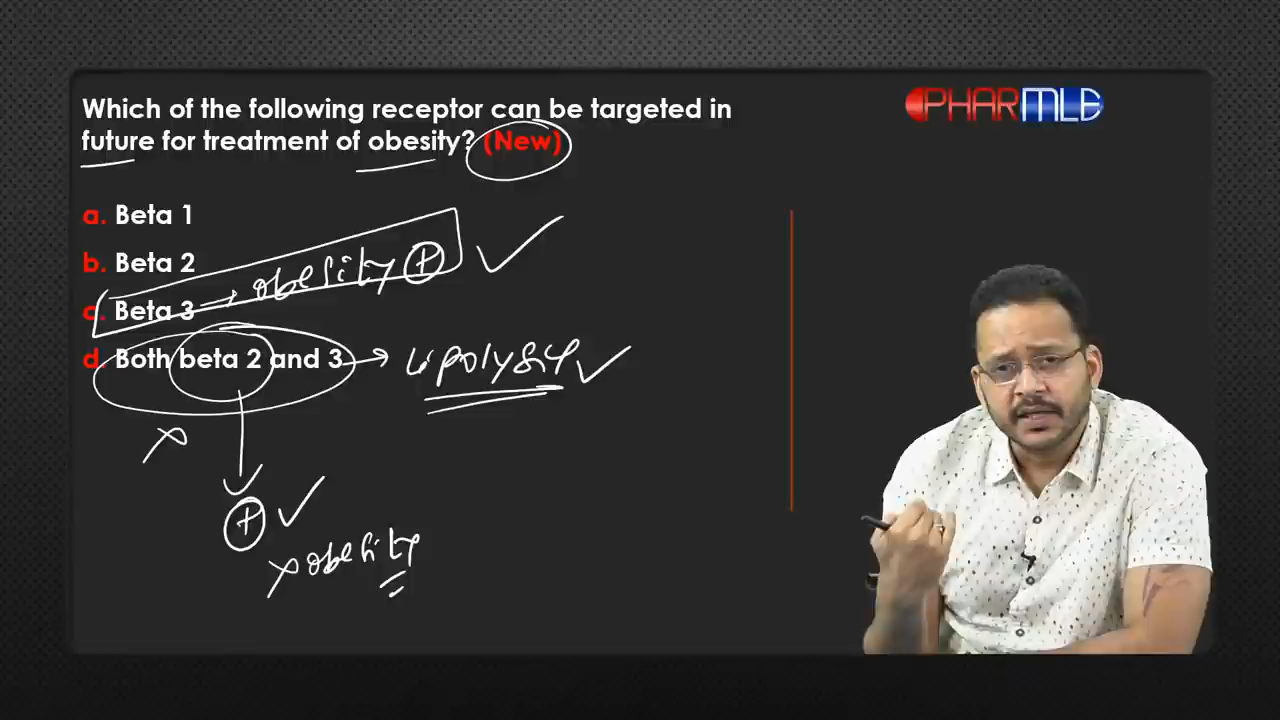 Which of the following receptor can be targeted in
future for treatment of obesity? (New)
PHARMLE
a. Beta 1
b. Beta 2
c. Beta 3 → obesity +
d. Both beta 2 and 3 → Lipolysis
+
x obesity